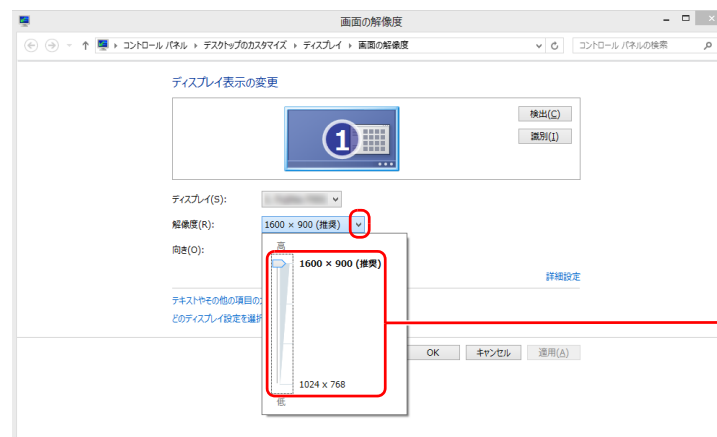 画面の解像度
コントロール パネル ▸ デスクトップのカスタマイズ ▸ ディスプレイ ▸ 画面の解像度
コントロール パネルの検索
ディスプレイ表示の変更
1
検出(C)
識別(I)
ディスプレイ(S):
解像度(R): 1600 × 900 (推奨)
向き(O):
高
1600 × 900 (推奨)
1024 x 768
低
詳細設定
テキストやその他の項目の
どのディスプレイ設定を選択
OK キャンセル 適用(A)